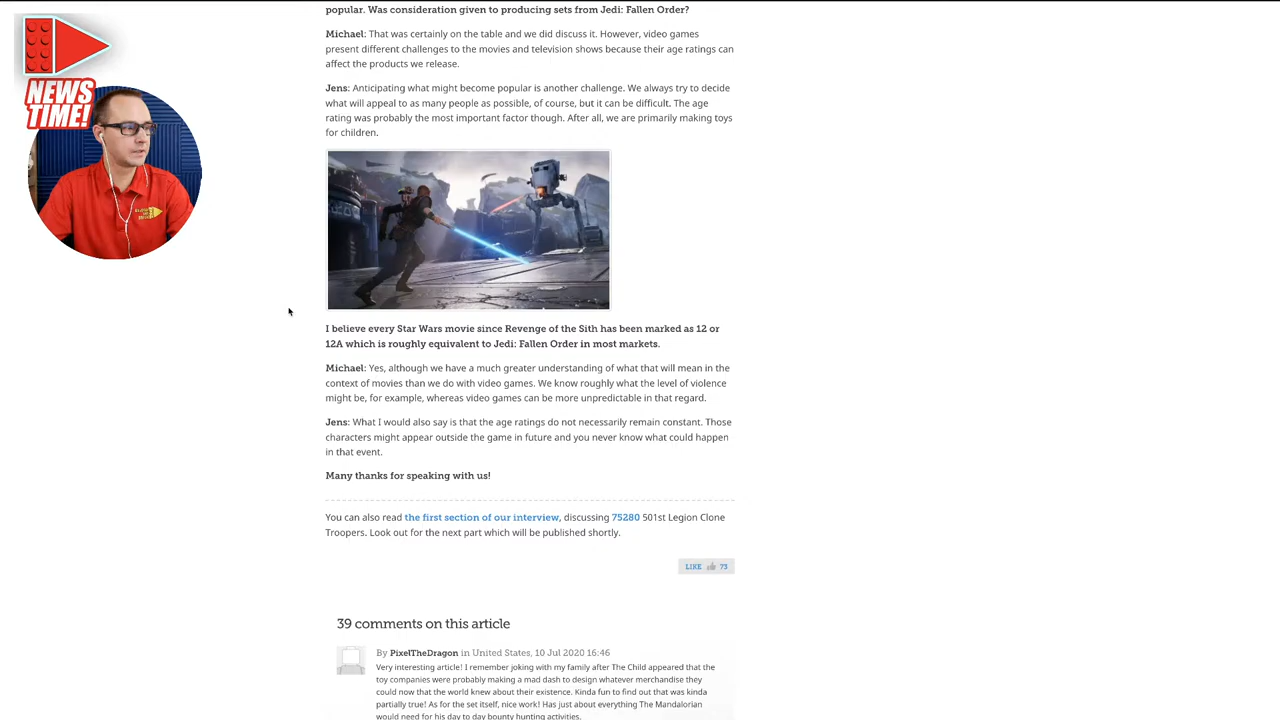 popular. Was consideration given to producing sets from Jedi: Fallen Order?
Michael: That was certainly on the table and we did discuss it. However, video games
present different challenges to the movies and television shows because their age ratings can
affect the products we release.
Jens: Anticipating what might become popular is another challenge. We always try to decide
what will appeal to as many people as possible, of course, but it can be difficult. The age
rating was probably the most important factor though. After all, we are primarily making toys
for children.
NEWS
TIME!
I believe every Star Wars movie since Revenge of the Sith has been marked as 12 or
12A which is roughly equivalent to Jedi: Fallen Order in most markets.
Michael: Yes, although we have a much greater understanding of what that will mean in the
context of movies than we do with video games. We know roughly what the level of violence
might be, for example, whereas video games can be more unpredictable in that regard.
Jens: What I would also say is that the age ratings do not necessarily remain constant. Those
characters might appear outside the game in future and you never know what could happen
in that event.
Many thanks for speaking with us!
You can also read the first section of our interview, discussing 75280 501st Legion Clone
Troopers. Look out for the next part which will be published shortly.
LIKE 73
39 comments on this article
By PixelTheDragon in United States, 10 Jul 2020 16:46
Very interesting article! I remember joking with my family after The Child appeared that the
toy companies were probably making a mad dash to design whatever merchandise they
could now that the world knew about their existence. Kinda fun to find out that was kinda
partially true! As for the set itself, nice work! Has just about everything The Mandalorian
would need for his day to day bounty hunting activities.